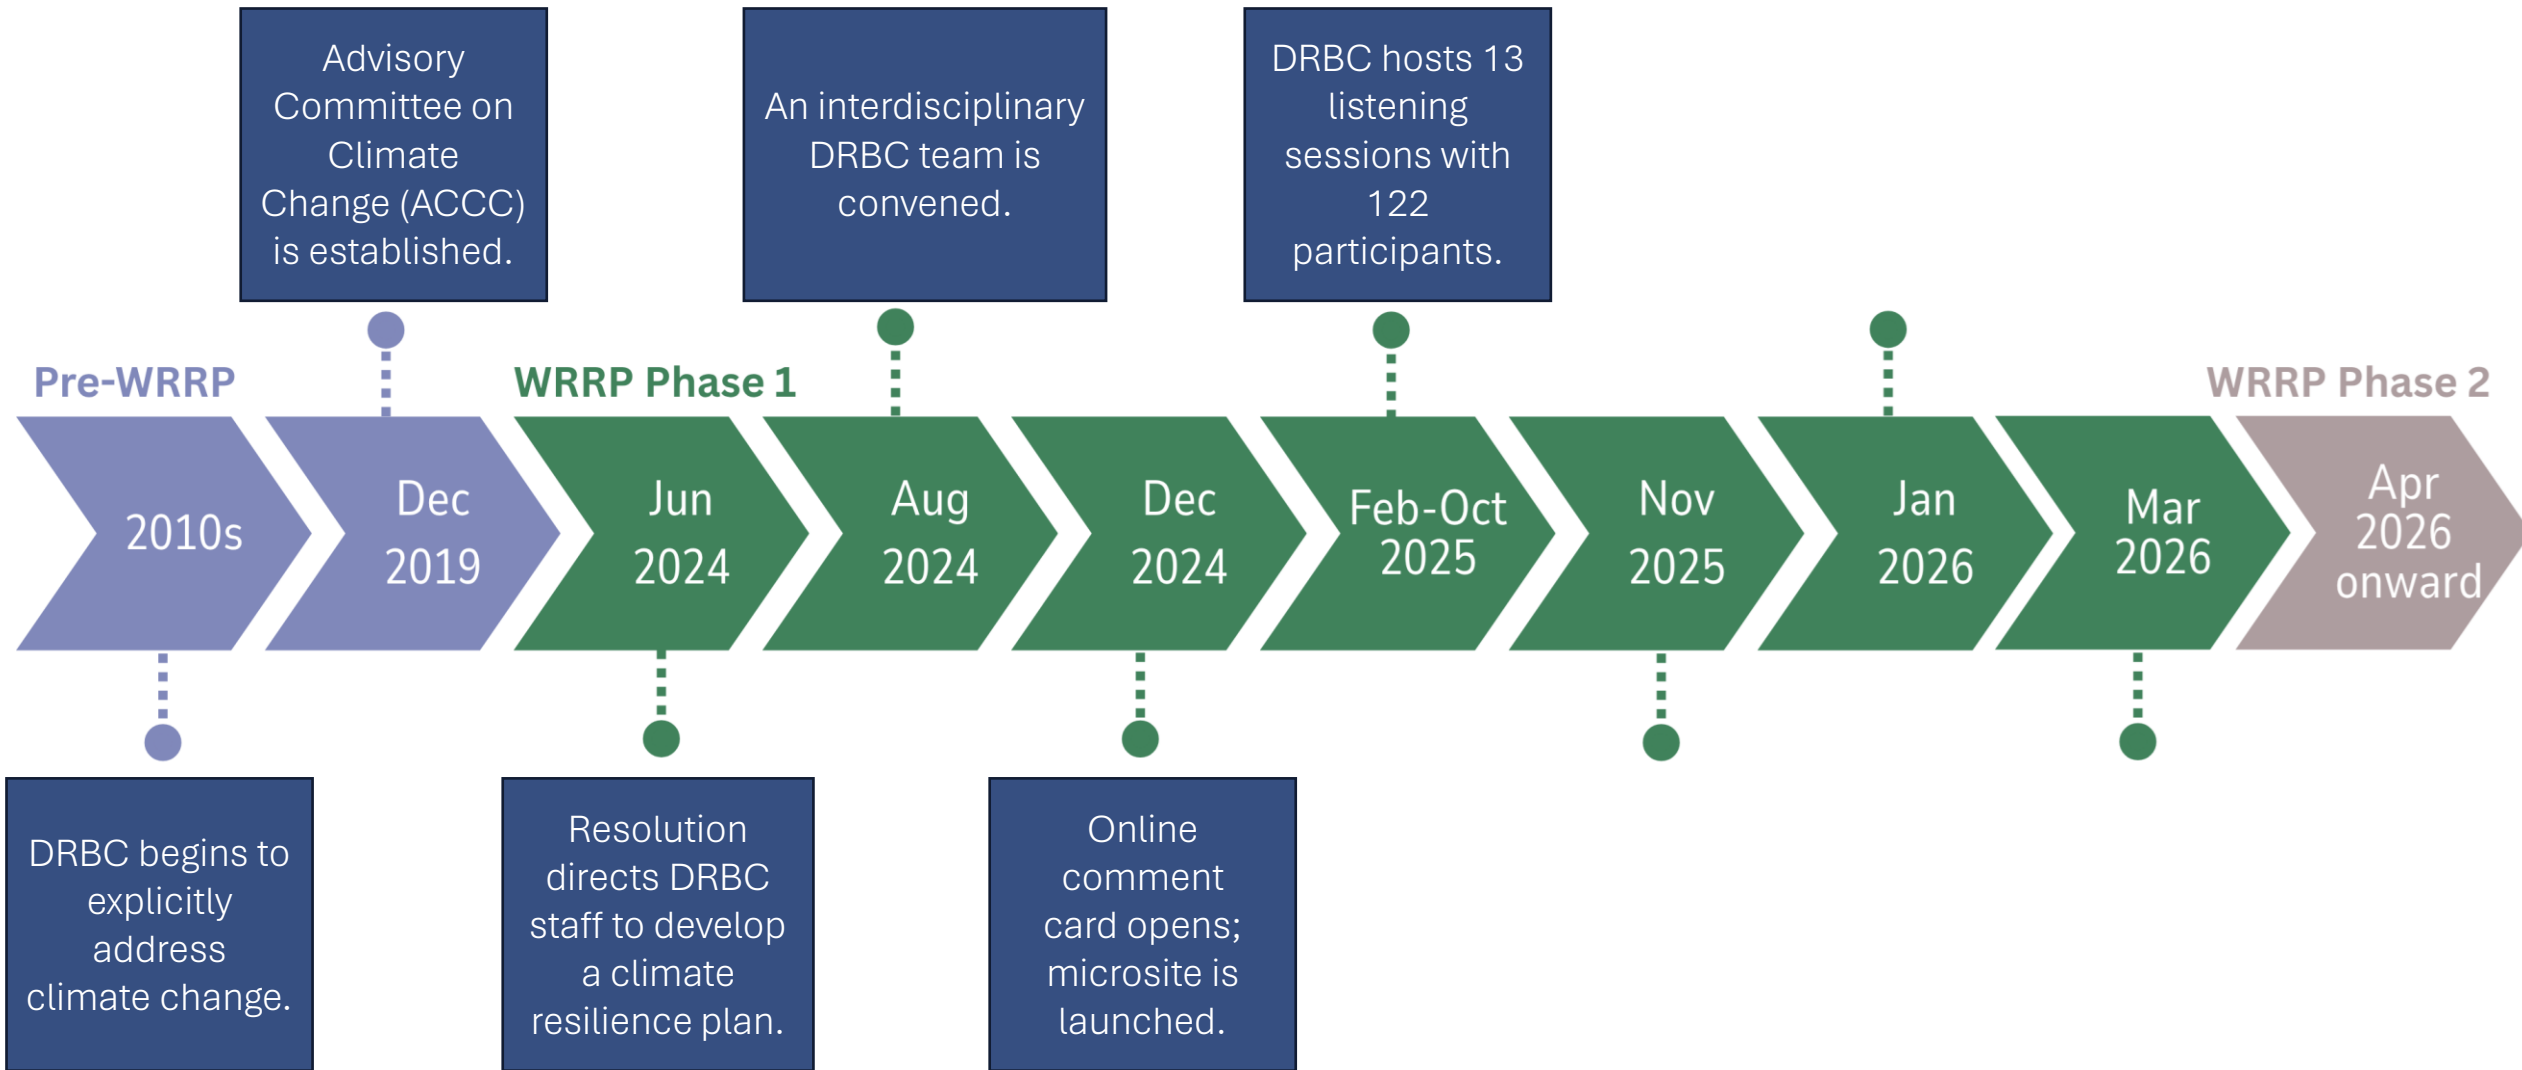 Advisory
Committee on
Climate
Change (ACCC)
is established.
An interdisciplinary
DRBC team is
convened.
DRBC hosts 13
listening
sessions with
122
participants.
Pre-WRRP
WRRP Phase 1
WRRP Phase 2
2010s
Dec
2019
Jun
2024
Aug
2024
Dec
2024
Feb-Oct
2025
Nov
2025
Jan
2026
Mar
2026
Apr
2026
onward
DRBC begins to
explicitly
address
climate change.
Resolution
directs DRBC
staff to develop
a climate
resilience plan.
Online
comment
card opens;
microsite is
launched.